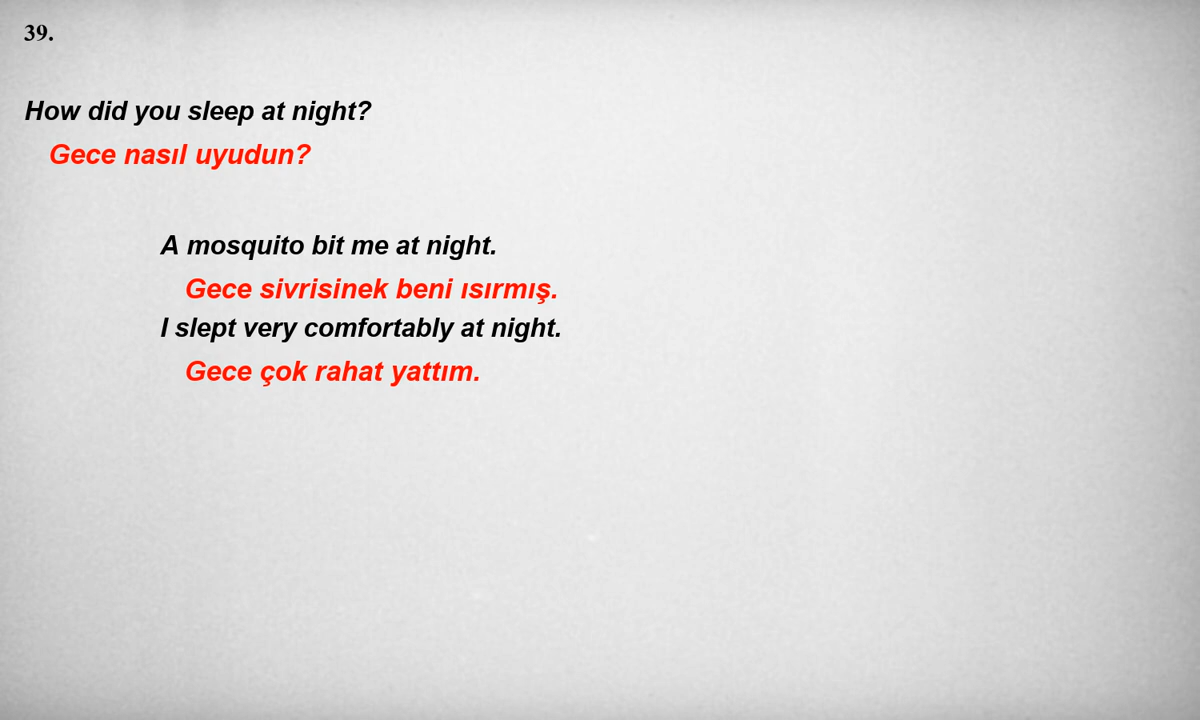 39.
How did you sleep at night?
Gece nasıl uyudun?
A mosquito bit me at night.
Gece sivrisinek beni ısırmış.
I slept very comfortably at night.
Gece çok rahat yattım.